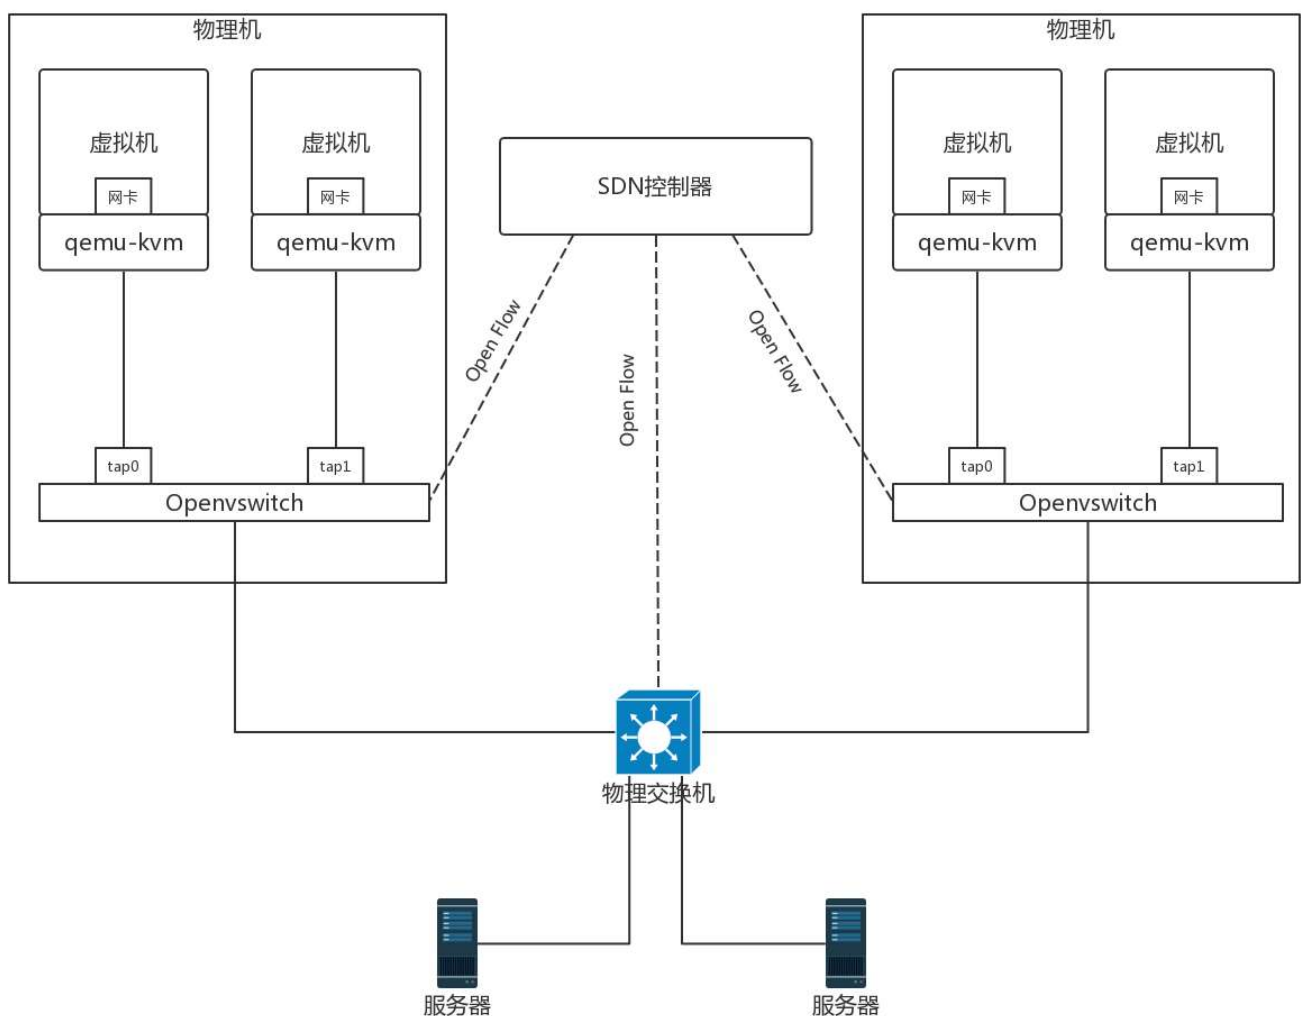 物理机
虚拟机
虚拟机
网卡
网卡
qemu-kvm
qemu-kvm
tap0
tap1
Openvswitch
SDN控制器
Open Flow
Open Flow
Open Flow
物理机
虚拟机
虚拟机
网卡
网卡
qemu-kvm
qemu-kvm
tap0
tap1
Openvswitch
物理交换机
服务器
服务器